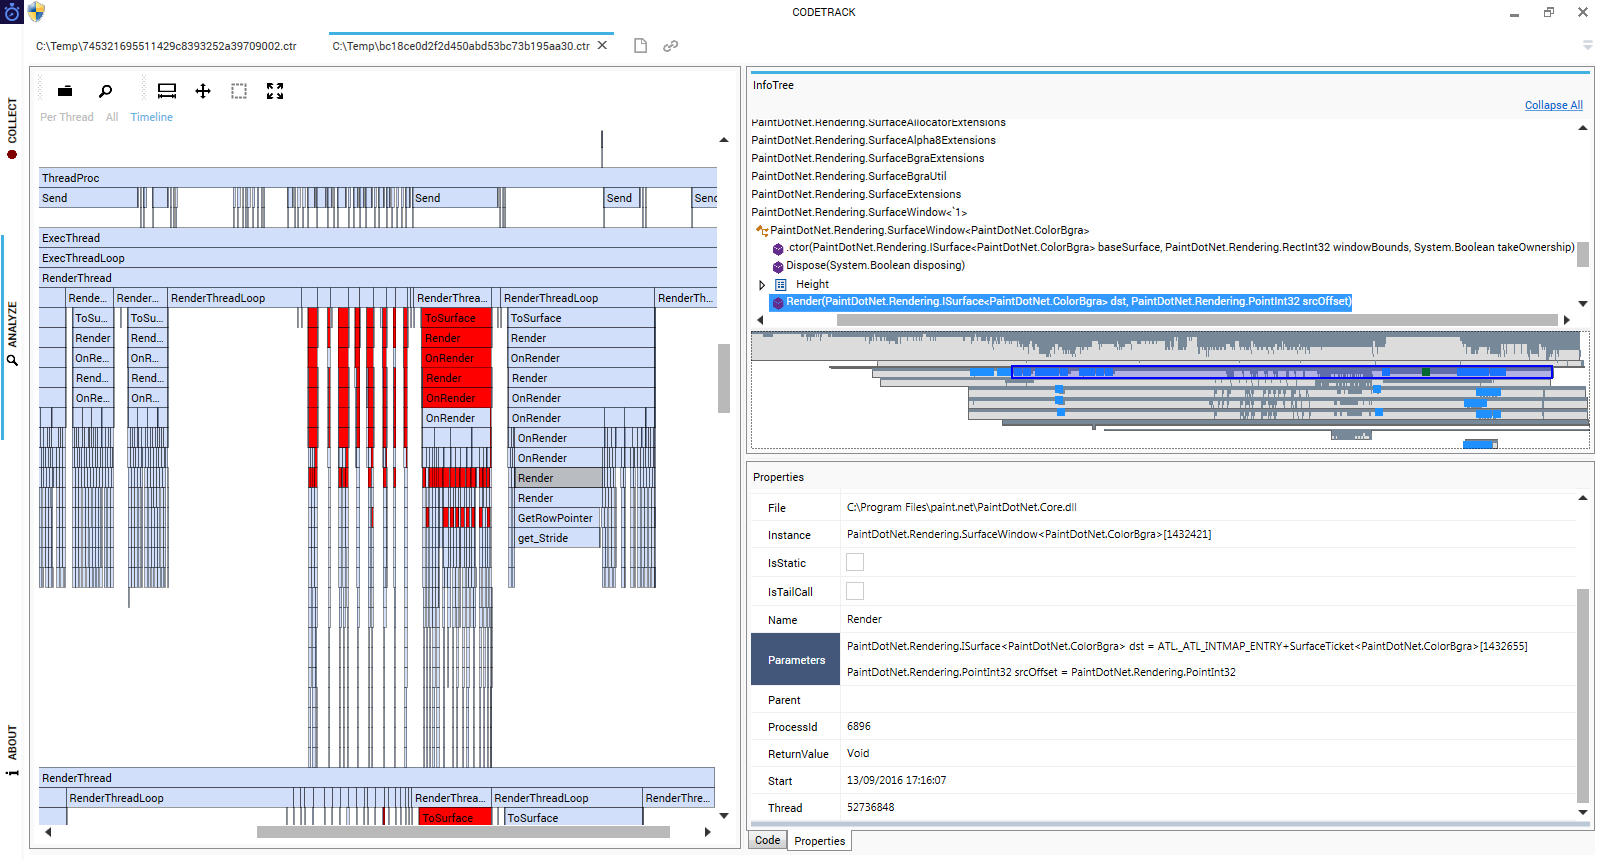 CODETRACK
C:\Temp\745321695511429c8393252a39709002.ctr
C:\Temp\bc18ce0d2f2d450abd53bc73b195aa30.ctr
COLLECT
ANALYZE
ABOUT
Per Thread All Timeline
ThreadProc
Send Send Send Send
ExecThread
ExecThreadLoop
RenderThread
Rende... Render... RenderThreadLoop RenderThrea... RenderThreadLoop RenderTh...
ToSu... ToSu... ToSurface ToSurface
Render Rend... Render Render
OnRe... OnR... OnRender OnRender
Rend... Rend... Render Render
OnRe... OnR... OnRender OnRender
OnRender OnRender
OnRender
OnRender
Render
Render
GetRowPointer
get_Stride
RenderThread
RenderThreadLoop RenderThrea... RenderThreadLoop RenderThre...
ToSurface ToSurface
InfoTree
Collapse All
PaintDotNet.Rendering.SurfaceAllocatorExtensions
PaintDotNet.Rendering.SurfaceAlpha8Extensions
PaintDotNet.Rendering.SurfaceBgraExtensions
PaintDotNet.Rendering.SurfaceBgraUtil
PaintDotNet.Rendering.SurfaceExtensions
PaintDotNet.Rendering.SurfaceWindow<`1>
PaintDotNet.Rendering.SurfaceWindow<PaintDotNet.ColorBgra>
.ctor(PaintDotNet.Rendering.ISurface<PaintDotNet.ColorBgra> baseSurface, PaintDotNet.Rendering.RectInt32 windowBounds, System.Boolean takeOwnership)
Dispose(System.Boolean disposing)
Height
Render(PaintDotNet.Rendering.ISurface<PaintDotNet.ColorBgra> dst, PaintDotNet.Rendering.PointInt32 srcOffset)
Properties
File C:\Program Files\paint.net\PaintDotNet.Core.dll
Instance PaintDotNet.Rendering.SurfaceWindow<PaintDotNet.ColorBgra>[1432421]
IsStatic
IsTailCall
Name Render
Parameters PaintDotNet.Rendering.ISurface<PaintDotNet.ColorBgra> dst = ATL._ATL_INTMAP_ENTRY+SurfaceTicket<PaintDotNet.ColorBgra>[1432655]
PaintDotNet.Rendering.PointInt32 srcOffset = PaintDotNet.Rendering.PointInt32
Parent
ProcessId 6896
ReturnValue Void
Start 13/09/2016 17:16:07
Thread 52736848
Code Properties